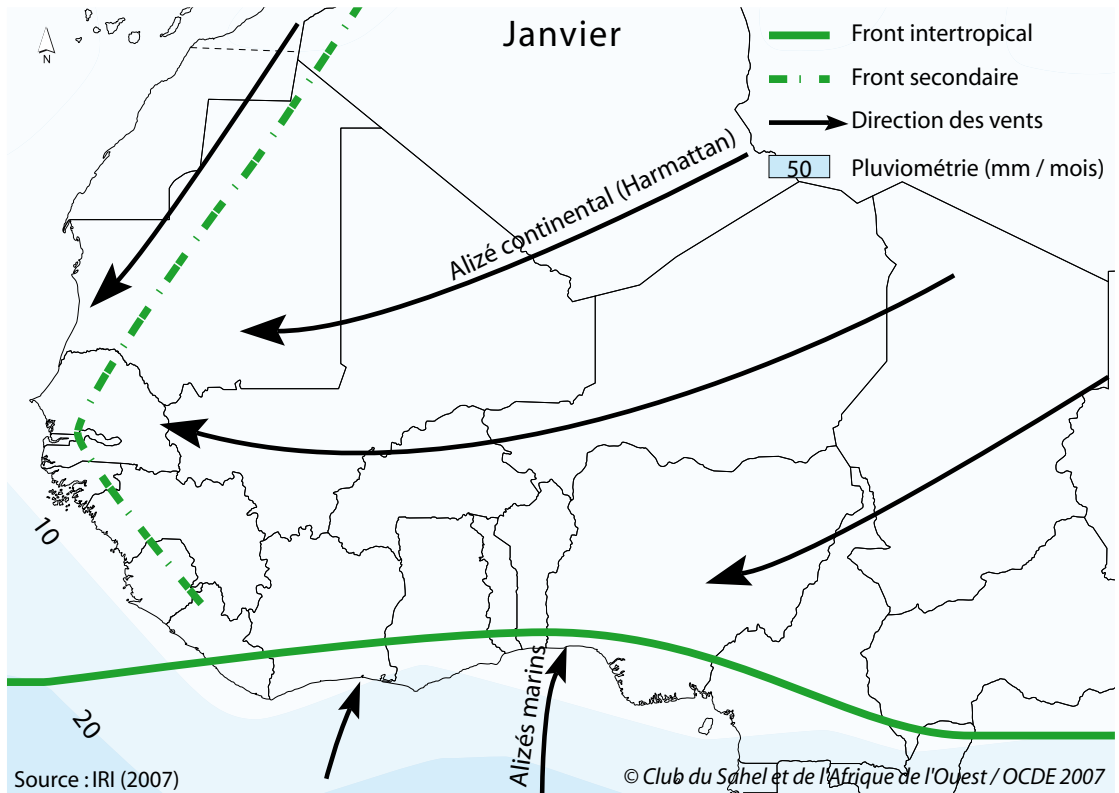 Janvier
N
Front intertropical
Front secondaire
Direction des vents
50 Pluviométrie (mm / mois)
Alizé continental (Harmattan)
10
20
Alizés marins
Source : IRI (2007)
© Club du Sahel et de l'Afrique de l'Ouest / OCDE 2007